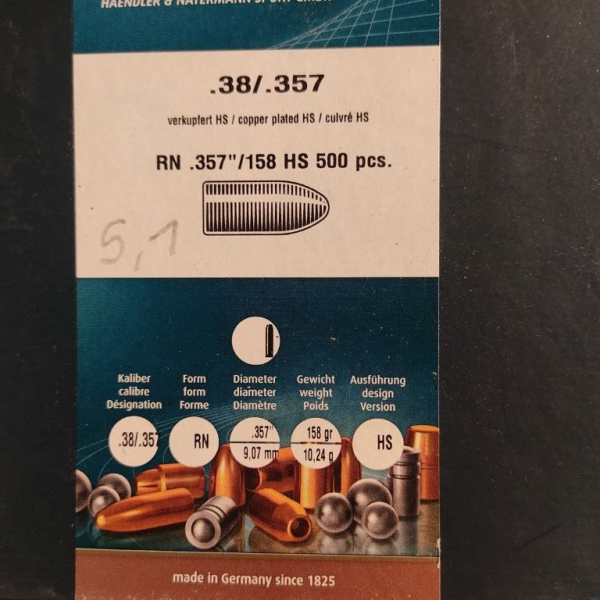 HAENDLER & NATERMANN SPORT GMBH
.38/.357
verkupfert HS / copper plated HS / cuivré HS
RN .357"/158 HS 500 pcs.
5,1
Kaliber Form Diameter Gewicht Ausführung
calibre form diameter weight design
Désignation Forme Diamètre Poids Version
.38/.357 RN .357" 158 gr HS
9,07 mm 10,24 g
made in Germany since 1825